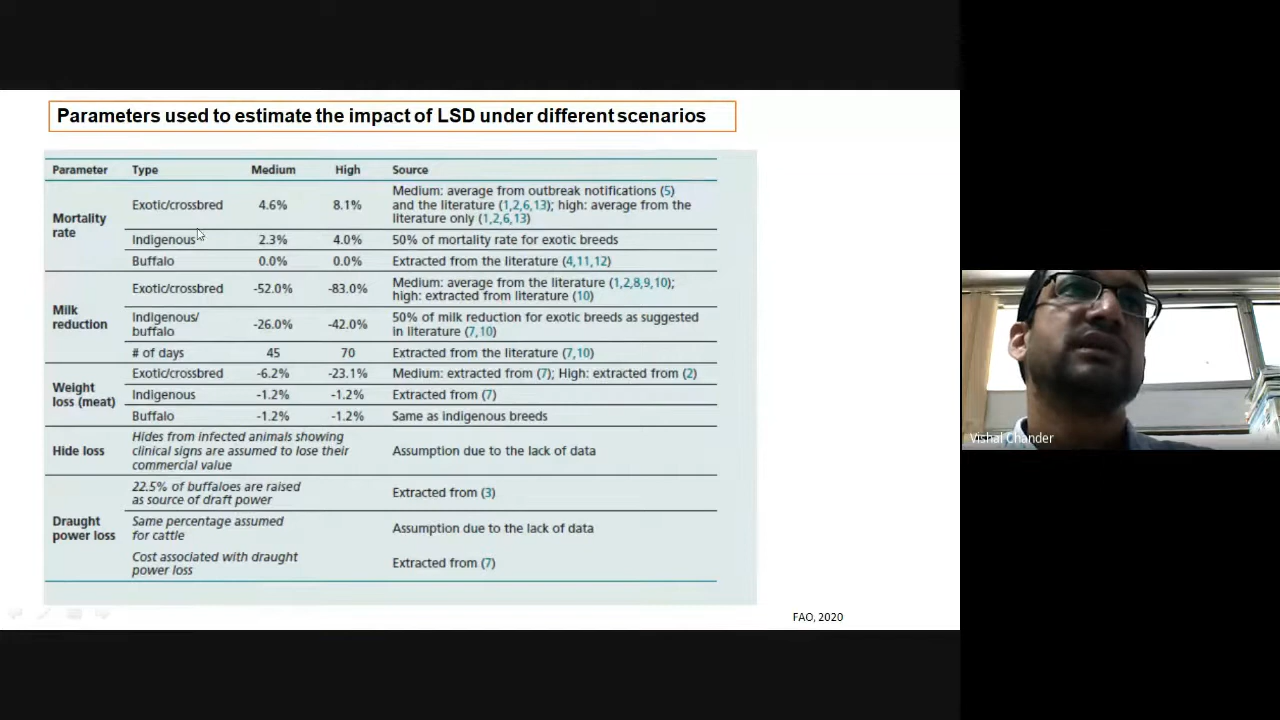 Parameters used to estimate the impact of LSD under different scenarios
Parameter Type Medium High Source
Mortality rate
Exotic/crossbred 4.6% 8.1% Medium: average from outbreak notifications (5)
and the literature (1,2,6,13); high: average from the
literature only (1,2,6,13)
Indigenous 2.3% 4.0% 50% of mortality rate for exotic breeds
Buffalo 0.0% 0.0% Extracted from the literature (4,11,12)
Milk reduction
Exotic/crossbred -52.0% -83.0% Medium: average from the literature (1,2,8,9,10);
high: extracted from literature (10)
Indigenous/
buffalo -26.0% -42.0% 50% of milk reduction for exotic breeds as suggested
in literature (7,10)
# of days 45 70 Extracted from the literature (7,10)
Weight loss (meat)
Exotic/crossbred -6.2% -23.1% Medium: extracted from (7); High: extracted from (2)
Indigenous -1.2% -1.2% Extracted from (7)
Buffalo -1.2% -1.2% Same as indigenous breeds
Hide loss
Hides from infected animals showing
clinical signs are assumed to lose their
commercial value
Assumption due to the lack of data
Draught power loss
22.5% of buffaloes are raised
as source of draft power
Extracted from (3)
Same percentage assumed
for cattle
Assumption due to the lack of data
Cost associated with draught
power loss
Extracted from (7)
FAO, 2020
Vishal Chander